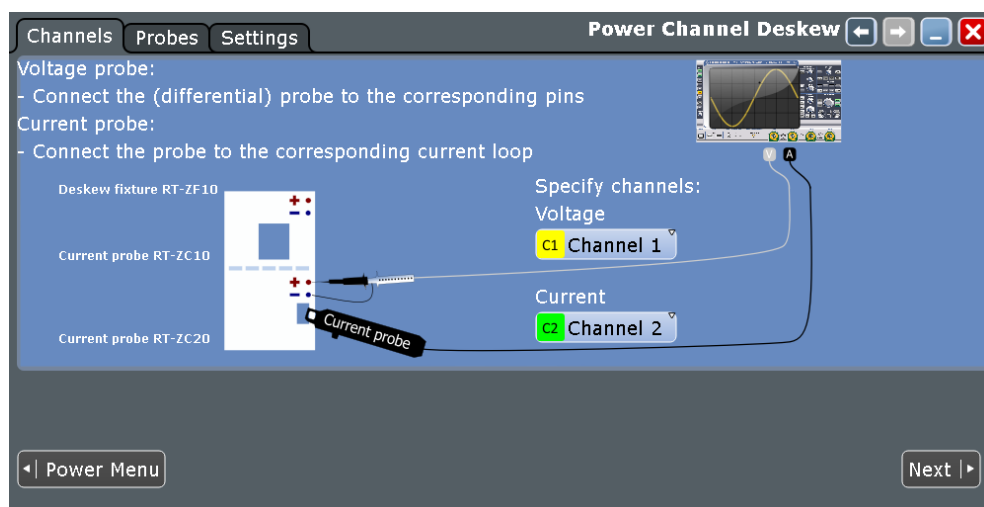 Channels Probes Settings Power Channel Deskew
Voltage probe:
- Connect the (differential) probe to the corresponding pins
Current probe:
- Connect the probe to the corresponding current loop
V A
Deskew fixture RT-ZF10
Specify channels:
Voltage
C1 Channel 1
Current probe RT-ZC10
Current
C2 Channel 2
Current probe
Current probe RT-ZC20
Power Menu
Next